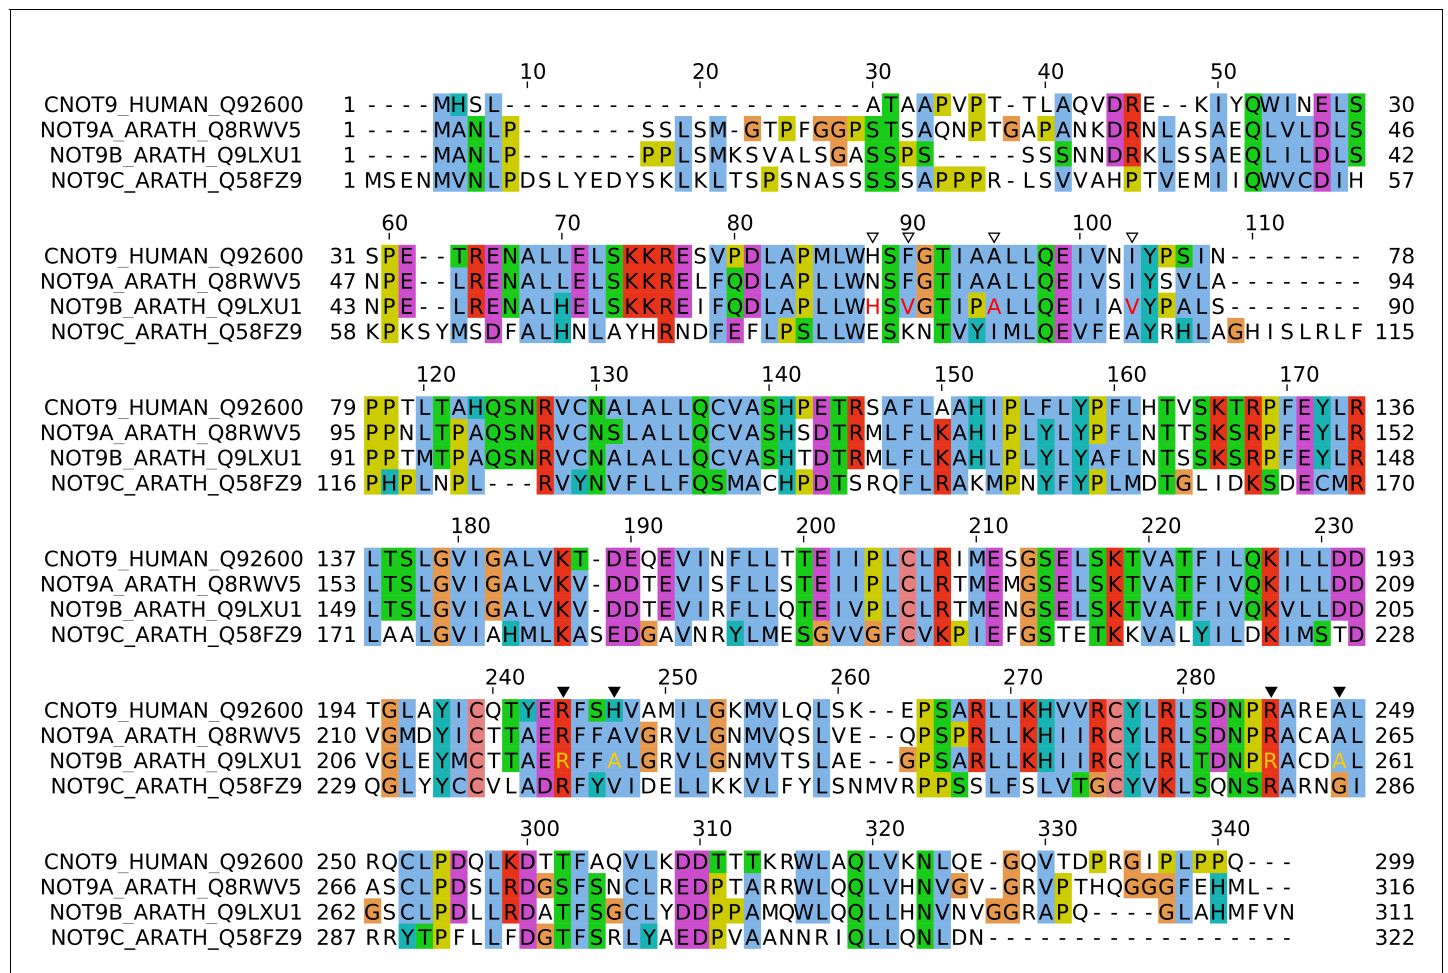 10 20 30 40 50
CNOT9_HUMAN_Q92600 1 ----MHSL---------------------ATAAPVPT-TLAQVDRE--KIYQWINELS 30
NOT9A_ARATH_Q8RWV5 1 ----MANLP-------SSLSM-GTPFGGPSTSAQNPTGAPANKDRNLASAEQLVLDLS 46
NOT9B_ARATH_Q9LXU1 1 ----MANLP-------PPLSMKSVALSGASSPS-----SSSNNDRKLSSAEQLILDLS 42
NOT9C_ARATH_Q58FZ9 1 MSENMVNLPDSLYEDYSKLKLTSPSNASSSSSAPPPR-LSVVAHPTVEMIIQWVCDIH 57
60 70 80 90 100 110
CNOT9_HUMAN_Q92600 31 SPE--TRENALLELSKKRESVPDLAPMLWHSFGTIAALLQEIVNIYPSIN-------- 78
NOT9A_ARATH_Q8RWV5 47 NPE--LRENALLELSKKRELFQDLAPLLWNSFGTIAALLQEIVSIYSVLA-------- 94
NOT9B_ARATH_Q9LXU1 43 NPE--LRENALHELSKKREIFQDLAPLLWHSVGTIPALLQEIIAVYPALS-------- 90
NOT9C_ARATH_Q58FZ9 58 KPKSYMSDFALHNLAYHRNDFEFLPSLLWESKNTVYIMLQEVFEAYRHLAGHISLRLF 115
120 130 140 150 160 170
CNOT9_HUMAN_Q92600 79 PPTLTAHQSNRVCNALALLQCVASHPETRSAFLAAHIPLFLYPFLHTVSKTRPFEYLR 136
NOT9A_ARATH_Q8RWV5 95 PPNLTPAQSNRVCNSLALLQCVASHSDTRMLFLKAHIPLYLYPFLNTTSKSRPFEYLR 152
NOT9B_ARATH_Q9LXU1 91 PPTMTPAQSNRVCNALALLQCVASHTDTRMLFLKAHLPLYLYAFLNTSSKSRPFEYLR 148
NOT9C_ARATH_Q58FZ9 116 PHPLNPL---RVYNVFLLFQSMACHPDTSRQFLRAKMPNYFYPLMDTGLIDKSDECMR 170
180 190 200 210 220 230
CNOT9_HUMAN_Q92600 137 LTSLGVIGALVKT-DEQEVINFLLTTEIIPLCLRIMESGSELSKTVATFILQKILLDD 193
NOT9A_ARATH_Q8RWV5 153 LTSLGVIGALVKV-DDTEVISFLLSTEIIPLCLRTMEMGSELSKTVATFIVQKILLDD 209
NOT9B_ARATH_Q9LXU1 149 LTSLGVIGALVKV-DDTEVIRFLLQTEIVPLCLRTMENGSELSKTVATFIVQKVLLDD 205
NOT9C_ARATH_Q58FZ9 171 LAALGVIAHMLKASEDGAVNRYLMESGVVGFCVKPIEFGSTETKKVALYILDKIMSTD 228
240 250 260 270 280
CNOT9_HUMAN_Q92600 194 TGLAYICQTYERFSHVAMILGKMVLQLSK--EPSARLLKHVVRCYLRLSDNPRAREAL 249
NOT9A_ARATH_Q8RWV5 210 VGMDYICTTAERFFAVGRVLGNMVQSLVE--QPSPRLLKHIIRCYLRLSDNPRACAAL 265
NOT9B_ARATH_Q9LXU1 206 VGLEYMCTTAERFFALGRVLGNMVTSLAE--GPSARLLKHIIRCYLRLTDNPRACDAL 261
NOT9C_ARATH_Q58FZ9 229 QGLYYCCVLADRFYVIDELLKKVLFYLSNMVRPPSSLFSLVTGCYVKLSQNSRARNGI 286
300 310 320 330 340
CNOT9_HUMAN_Q92600 250 RQCLPDQLKDTTFAQVLKDDTTTKRWLAQLVKNLQE-GQVTDPRGIPLPPQ--- 299
NOT9A_ARATH_Q8RWV5 266 ASCLPDSLRDGSFSNCLREDPTARRWLQQLVHNVGV-GRVPTHQGGGFEHML-- 316
NOT9B_ARATH_Q9LXU1 262 GSCLPDLLRDATFSGCLYDDPPAMQWLQQLLHNVNVGGRAPQ----GLAHMFVN 311
NOT9C_ARATH_Q58FZ9 287 RRYTPFLLFDGTFSRLYAEDPVAANNRIQLLQNLDN------------------ 322